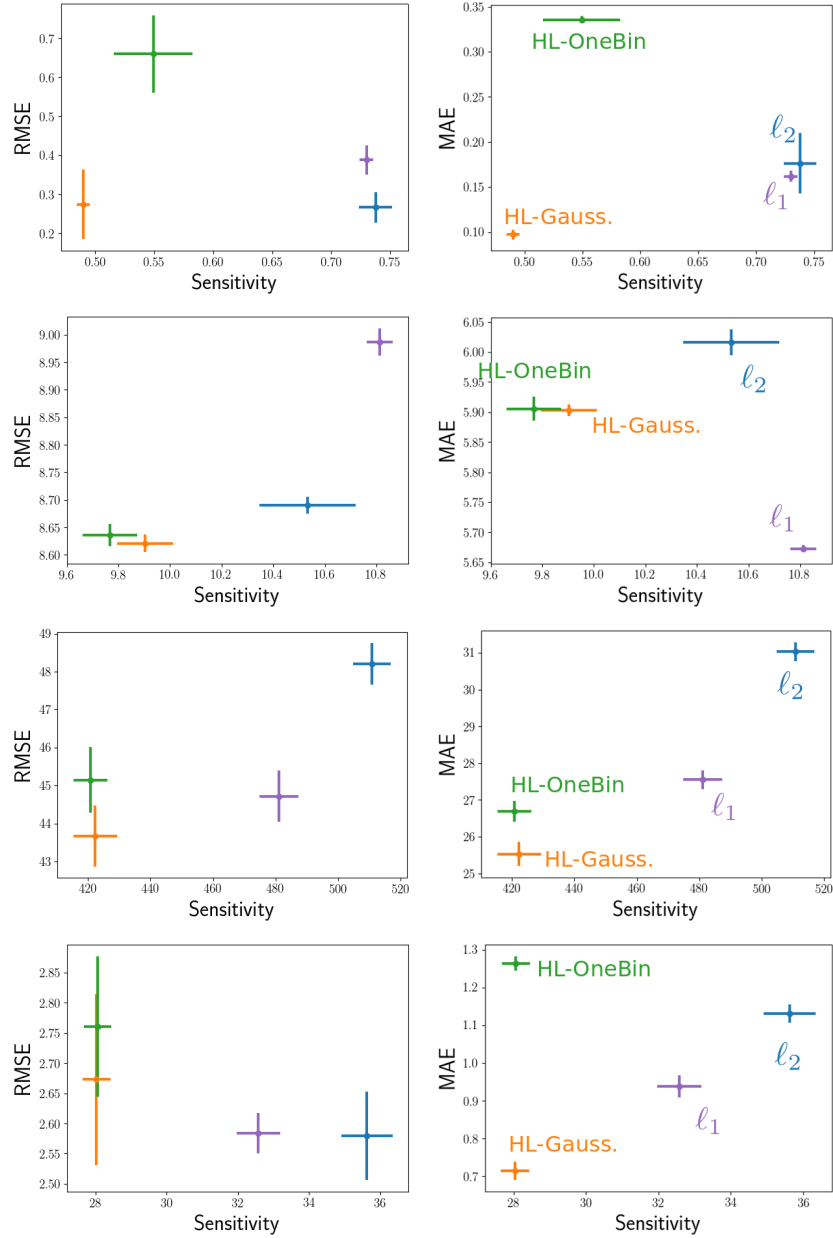 RMSE
0.7
0.6
0.5
0.4
0.3
0.2
0.50 0.55 0.60 0.65 0.70 0.75
Sensitivity
MAE
0.35
0.30
0.25
0.20
0.15
0.10
HL-OneBin
ℓ2
ℓ1
HL-Gauss.
0.50 0.55 0.60 0.65 0.70 0.75
Sensitivity
RMSE
9.00
8.95
8.90
8.85
8.80
8.75
8.70
8.65
8.60
9.6 9.8 10.0 10.2 10.4 10.6 10.8
Sensitivity
MAE
6.05
6.00
5.95
5.90
5.85
5.80
5.75
5.70
5.65
HL-OneBin
ℓ2
HL-Gauss.
ℓ1
9.6 9.8 10.0 10.2 10.4 10.6 10.8
Sensitivity
RMSE
49
48
47
46
45
44
43
420 440 460 480 500 520
Sensitivity
MAE
31
30
29
28
27
26
25
ℓ2
HL-OneBin
ℓ1
HL-Gauss.
420 440 460 480 500 520
Sensitivity
RMSE
2.85
2.80
2.75
2.70
2.65
2.60
2.55
2.50
28 30 32 34 36
Sensitivity
MAE
1.3
1.2
1.1
1.0
0.9
0.8
0.7
HL-OneBin
ℓ2
ℓ1
HL-Gauss.
28 30 32 34 36
Sensitivity